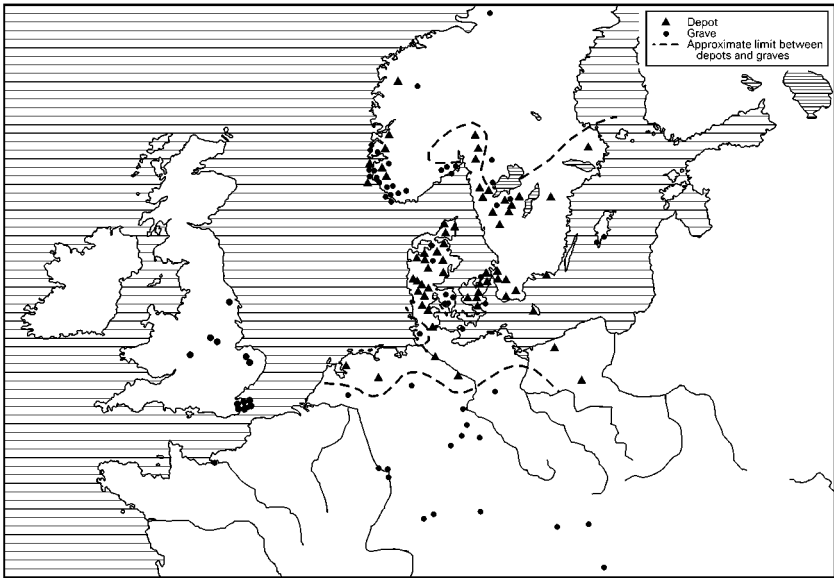 Depot
Grave
Approximate limit between
depots and graves